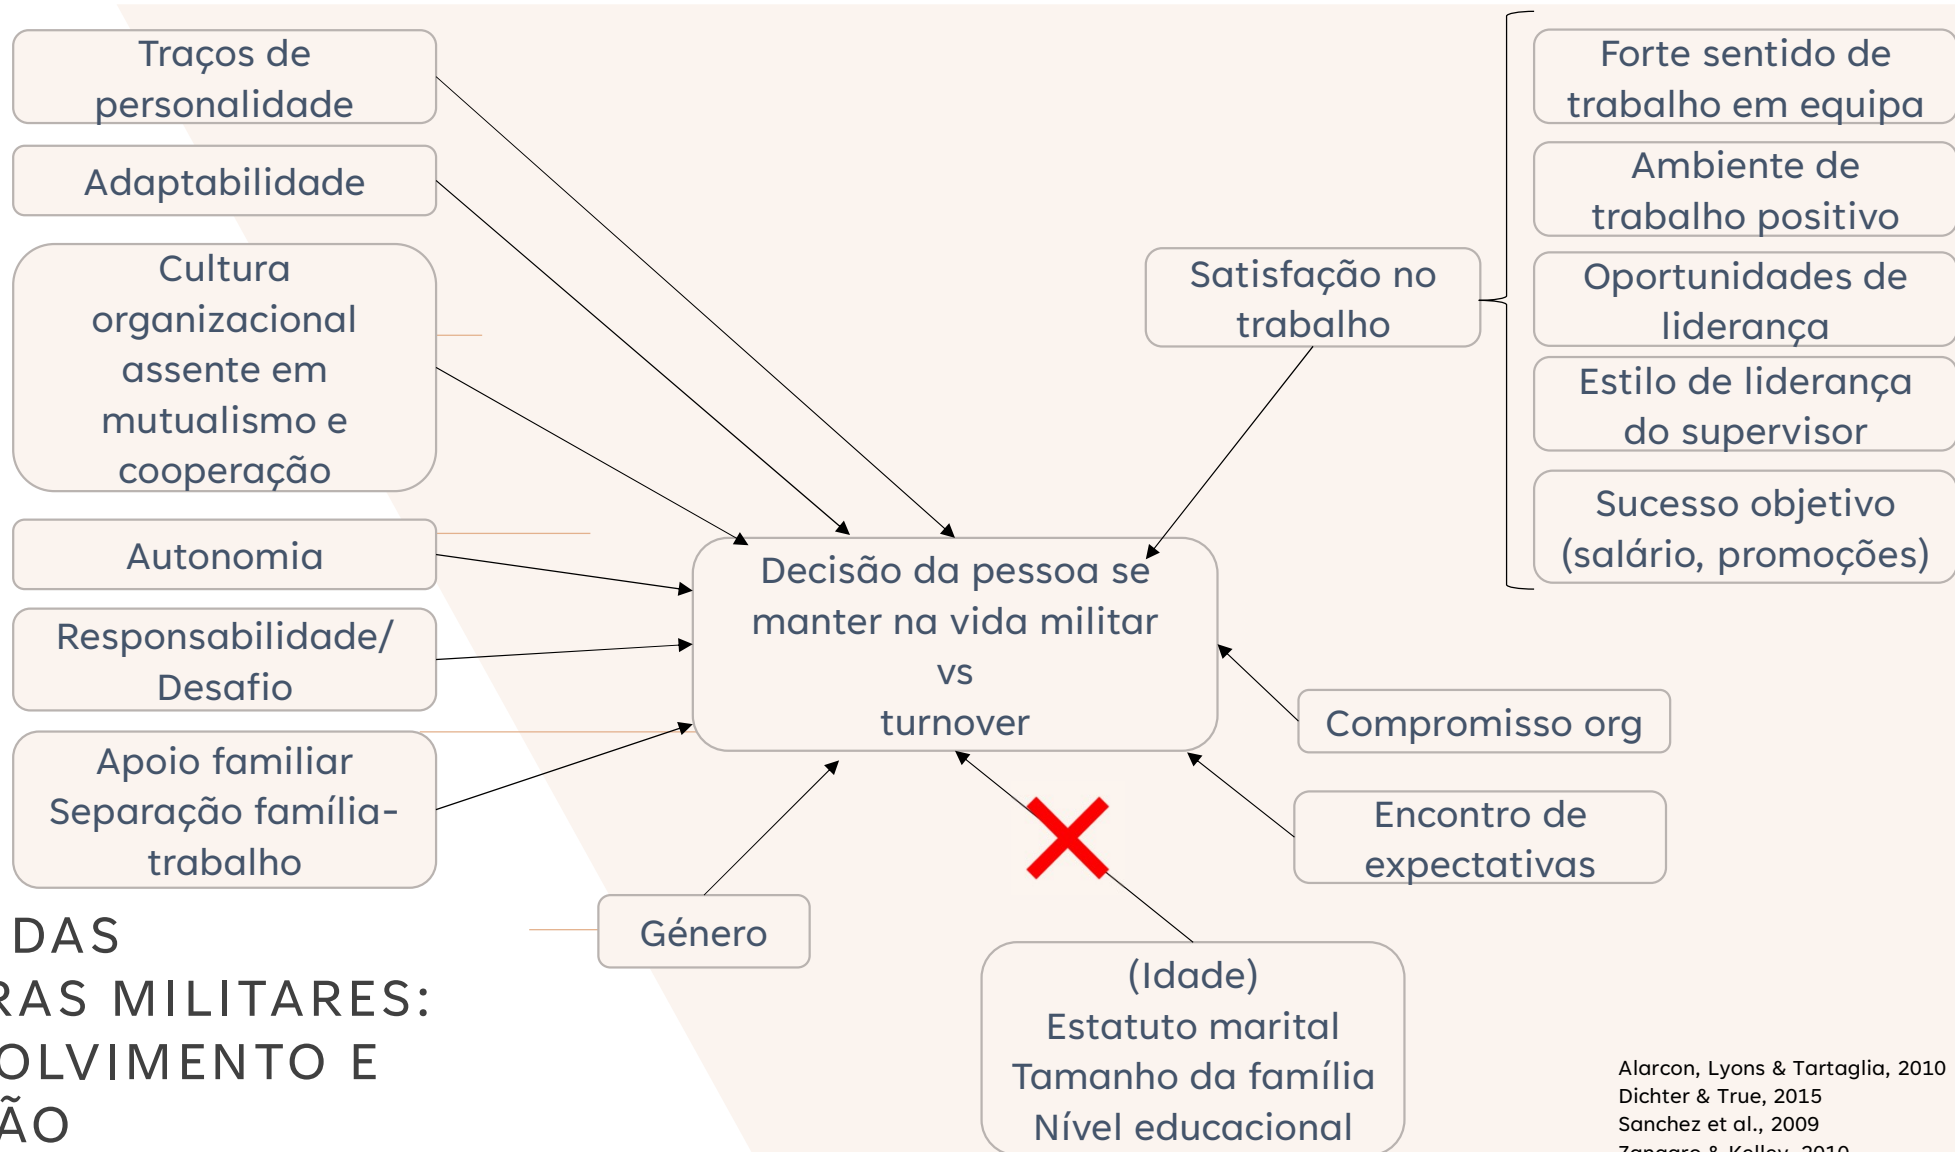 Traços de
personalidade
Adaptabilidade
Cultura
organizacional
assente em
mutualismo e
cooperação
Autonomia
Responsabilidade/
Desafio
Apoio familiar
Separação família-
trabalho
Género
Decisão da pessoa se
manter na vida militar
vs
turnover
Satisfação no
trabalho
Forte sentido de
trabalho em equipa
Ambiente de
trabalho positivo
Oportunidades de
liderança
Estilo de liderança
do supervisor
Sucesso objetivo
(salário, promoções)
Compromisso org
Encontro de
expectativas
(Idade)
Estatuto marital
Tamanho da família
Nível educacional
DAS
RAS MILITARES:
OLVIMENTO E
ÃO
Alarcon, Lyons & Tartaglia, 2010
Dichter & True, 2015
Sanchez et al., 2009
Zangaro & Kelley, 2010